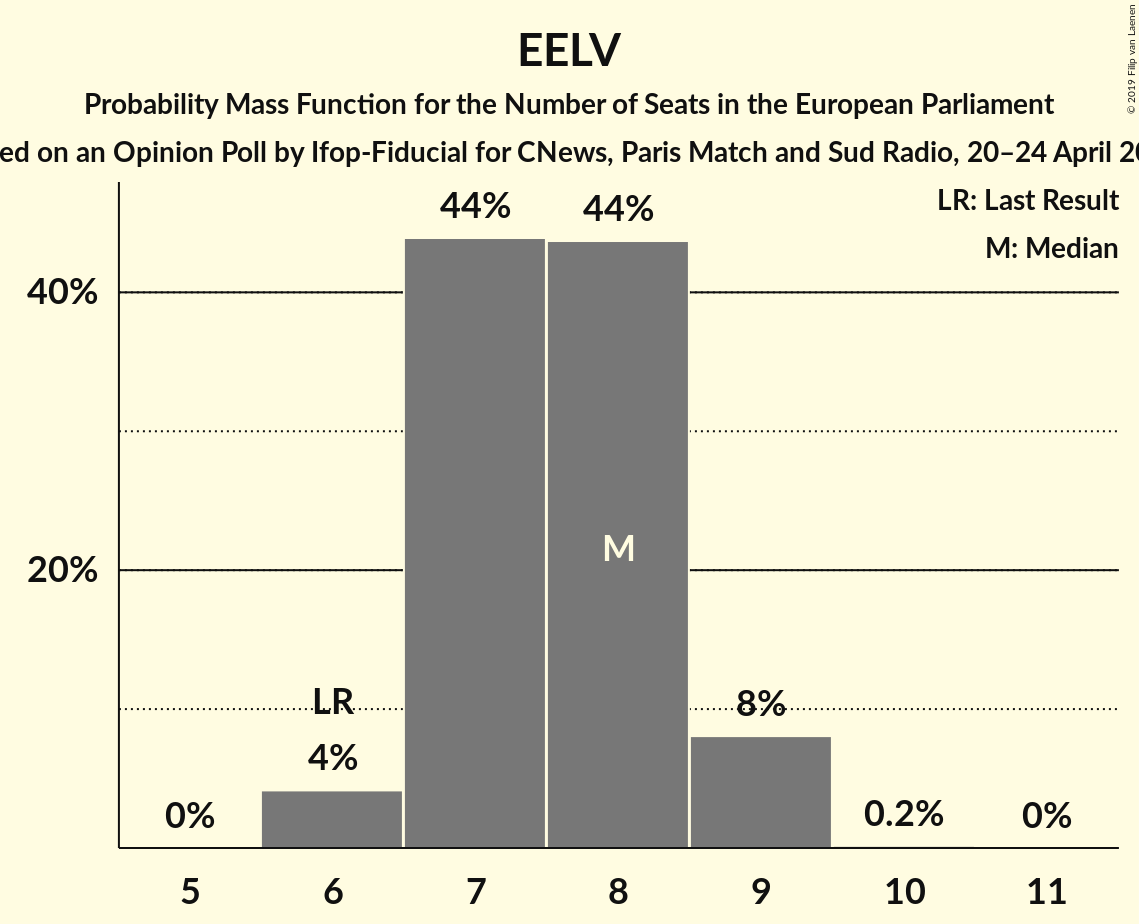 EELV
Probability Mass Function for the Number of Seats in the European Parliament
on an Opinion Poll by Ifop-Fiducial for CNews, Paris Match and Sud Radio, 20–24 April
© 2019 Filip van Laenen
LR: Last Result
M: Median
44%
44%
40%
M
20%
LR
8%
4%
0%
0.2%
0%
5
6
7
8
9
10
11